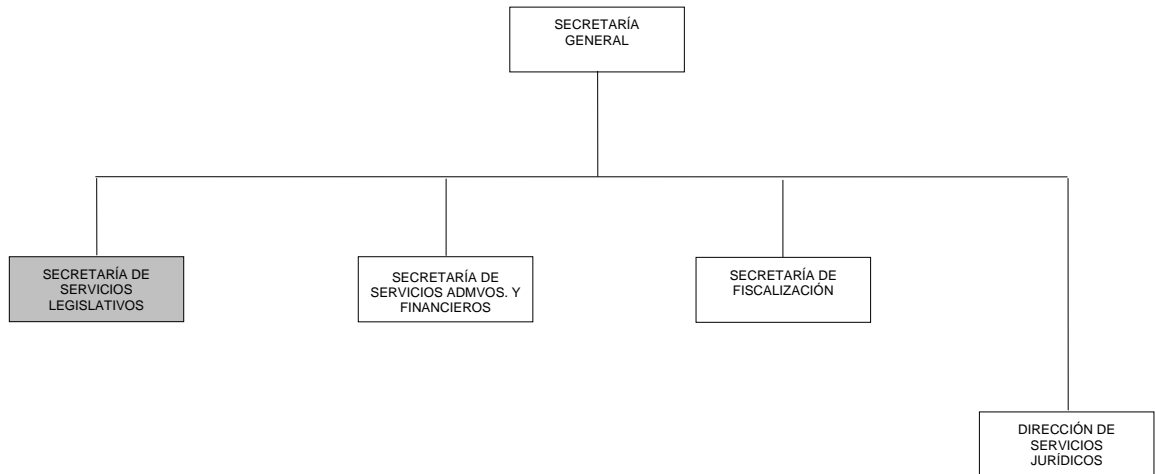 SECRETARÍA
GENERAL
SECRETARÍA DE
SERVICIOS
LEGISLATIVOS
SECRETARÍA DE
SERVICIOS ADMVOS. Y
FINANCIEROS
SECRETARÍA DE
FISCALIZACIÓN
DIRECCIÓN DE
SERVICIOS
JURÍDICOS